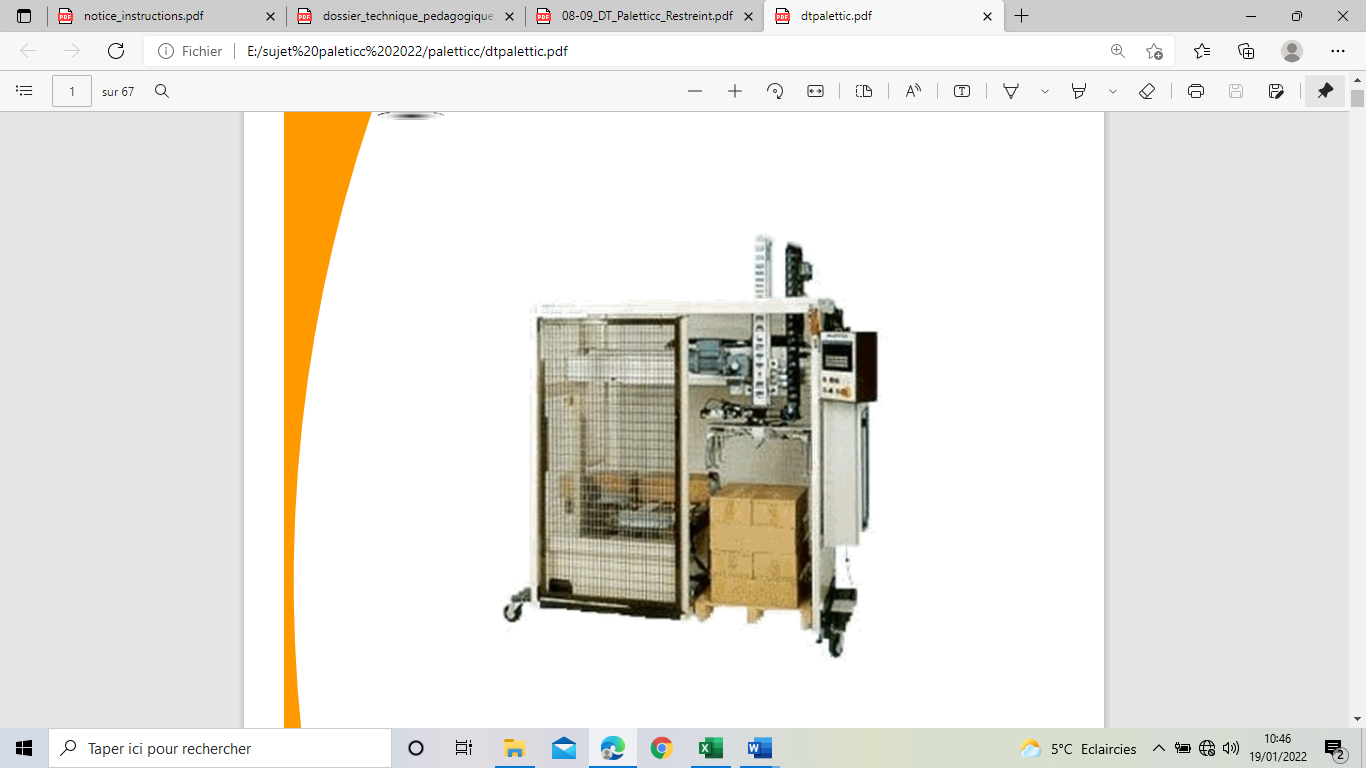 notice_instructions.pdf
dossier_technique_pedagogique
08-09_DT_Paletticc_Restreint.pdf
dtpalettic.pdf
Fichier
E:/sujet%20paleticc%202022/paletticc/dtpalettic.pdf
1 sur 67
Taper ici pour rechercher
5°C Eclaircies
10:46
19/01/2022
2